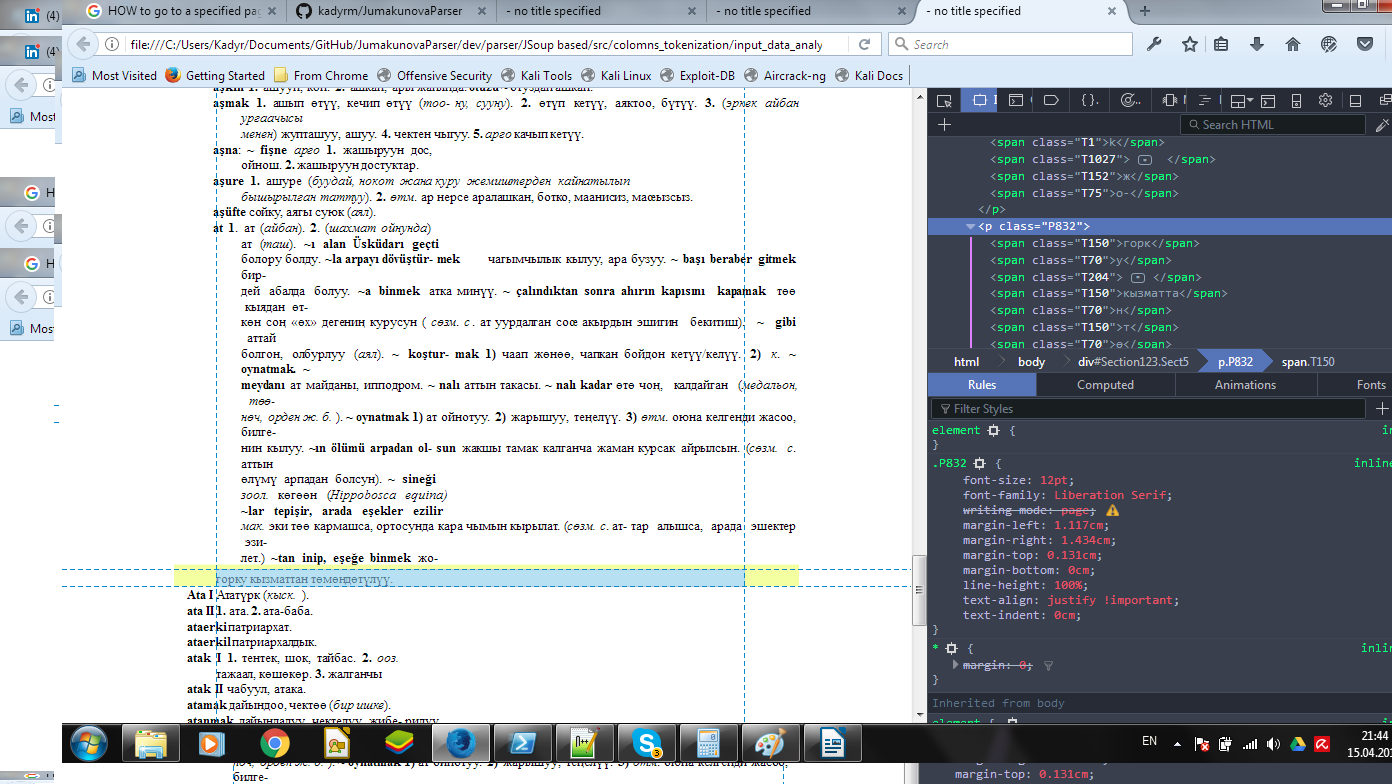 (4)
HOW to go to a specified pa
kadyrm/JumakunovaParser
- no title specified
- no title specified
- no title specified
file:///C:/Users/Kadyr/Documents/GitHub/JumakunovaParser/dev/parser/JSoup based/src/colomns_tokenization/input_data_analy
Search
Most Visited
Getting Started
From Chrome
Offensive Security
Kali Tools
Kali Linux
Exploit-DB
Aircrack-ng
Kali Docs
(4)
Most
H
H
Most
aşmak 1. ашып өтүү, кечип өтүү (тоо- ну, сууну). 2. өтүп кетүү, аяктоо, бүтүү. 3. (эркек айбан
ургаачысы
менен) жупташуу, ашуу. 4. чектен чыгуу. 5. арго качып кетүү.
aşna: ~ fişne арго 1. жашыруун дос,
ойнош. 2. жашыруун достуктар.
aşure 1. ашуре (буудай, нокот жана куру жемиштерден кайнатылып
бышырылган таттуу). 2. өтм. ар нерсе аралашкан, ботко, маанисиз, маңызсыз.
aşüfte сойку, аягы суюк (аял).
at 1. ат (айбан). 2. (шахмат ойнунда)
ат (таш). ~ı alan Üsküdarı geçti
болору болду. ~la arpayı dövüştür- mek чагымчылык кылуу, ара бузуу. ~ başı beraber gitmek
бир-
дей абалда болуу. ~a binmek атка минүү. ~ çalındıktan sonra ahırın kapısını kapamak төө
кыядан өт-
көн соң «өх» дегениң курусун ( сөзм. с . ат уурдалган соң акырдын эшигин бекитиш). ~ gibi
аттай
болгон, олбурлуу (аял). ~ koştur- mak 1) чаап жөнөө, чапкан бойдон кетүү/келүү. 2) к. ~
oynatmak. ~
meydanı ат майданы, ипподром. ~ nalı аттын такасы. ~ nalı kadar өтө чоң, калдайган (медальон,
төө-
нөч, орден ж. б. ). ~ oynatmak 1) ат ойнотуу. 2) жарышуу, теңелүү. 3) өтм. оюна келгенди жасоо,
билге-
нин кылуу. ~ın ölümü arpadan ol- sun жакшы тамак калганча жаман курсак айрылсын. (сөзм. с.
аттын
өлүмү арпадан болсун). ~ sineği
зоол. көгөөн (Hippobosca equina)
~lar tepişir, arada eşekler ezilir
мак. эки төө кармашса, ортосунда кара чымын кырылат. (сөзм. с. ат- тар алышса, арада эшектер
эзи-
лет.) ~tan inip, eşeğe binmek жо-
горку кызматтан төмөндөтүлүү.
Ata I Ататүрк (кыск. ).
ata II 1. ата. 2. ата-баба.
ataerki патриархат.
ataerkil патриархалдык.
atak I 1. тентек, шок, тайбас. 2. ооз.
тажаал, көшөкөр. 3. жалганчы
atak II чабуул, атака.
atamak дайындоо, чектөө (бир ишке).
Search HTML
<span class="T1">k</span>
<span class="T1027"> </span>
<span class="T152">ж</span>
<span class="T75">о-</span>
</p>
<p class="P832">
<span class="T150">горк</span>
<span class="T70">у</span>
<span class="T204"> </span>
<span class="T150">кызматта</span>
<span class="T70">н</span>
<span class="T150">т</span>
<span class="T70">ө</span>
html
body
div#Section123.Sect5
p.P832
span.T150
Rules
Computed
Animations
Fonts
Filter Styles
element {
}
.P832 {
inline
font-size: 12pt;
font-family: Liberation Serif;
writing-mode: page;
margin-left: 1.117cm;
margin-right: 1.434cm;
margin-top: 0.131cm;
margin-bottom: 0cm;
line-height: 100%;
text-align: justify !important;
text-indent: 0cm;
}
* {
inline
margin: 0;
}
Inherited from body
EN
21:44
15.04.201
билге-
margin-top: 0.131cm;